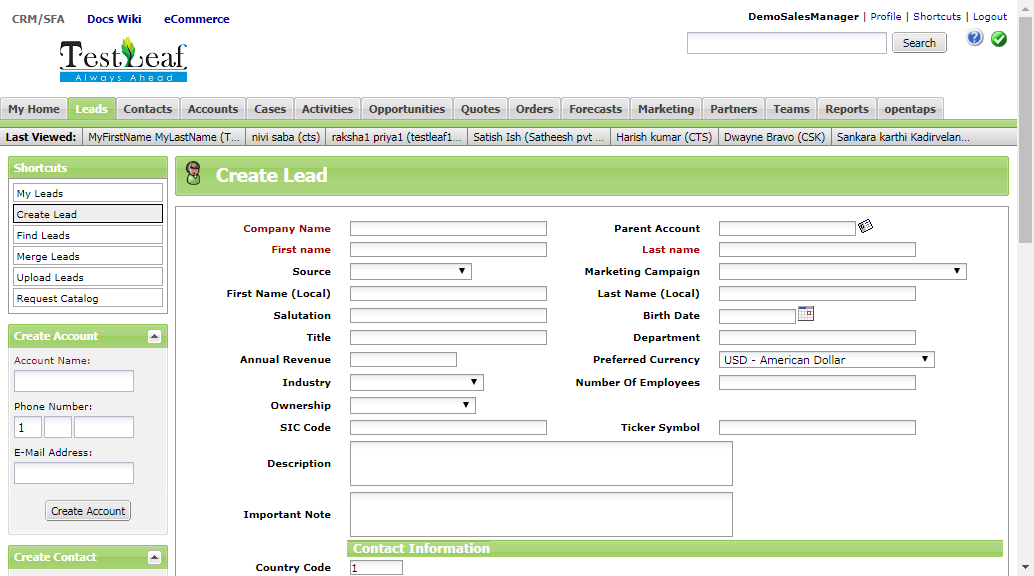 CRM/SFA Docs Wiki eCommerce
DemoSalesManager | Profile | Shortcuts | Logout
TestLeaf
Always Ahead
Search
?
My Home Leads Contacts Accounts Cases Activities Opportunities Quotes Orders Forecasts Marketing Partners Teams Reports opentaps
Last Viewed: MyFirstName MyLastName (T... nivi saba (cts) raksha1 priya1 (testleaf1... Satish Ish (Satheesh pvt ... Harish kumar (CTS) Dwayne Bravo (CSK) Sankara karthi Kadirvelan...
Shortcuts
My Leads
Create Lead
Find Leads
Merge Leads
Upload Leads
Request Catalog
Create Account
Account Name:
Phone Number:
1
E-Mail Address:
Create Account
Create Contact
Create Lead
Company Name Parent Account
First name Last name
Source Marketing Campaign
First Name (Local) Last Name (Local)
Salutation Birth Date
Title Department
Annual Revenue Preferred Currency USD - American Dollar
Industry Number Of Employees
Ownership
SIC Code Ticker Symbol
Description
Important Note
Contact Information
Country Code 1